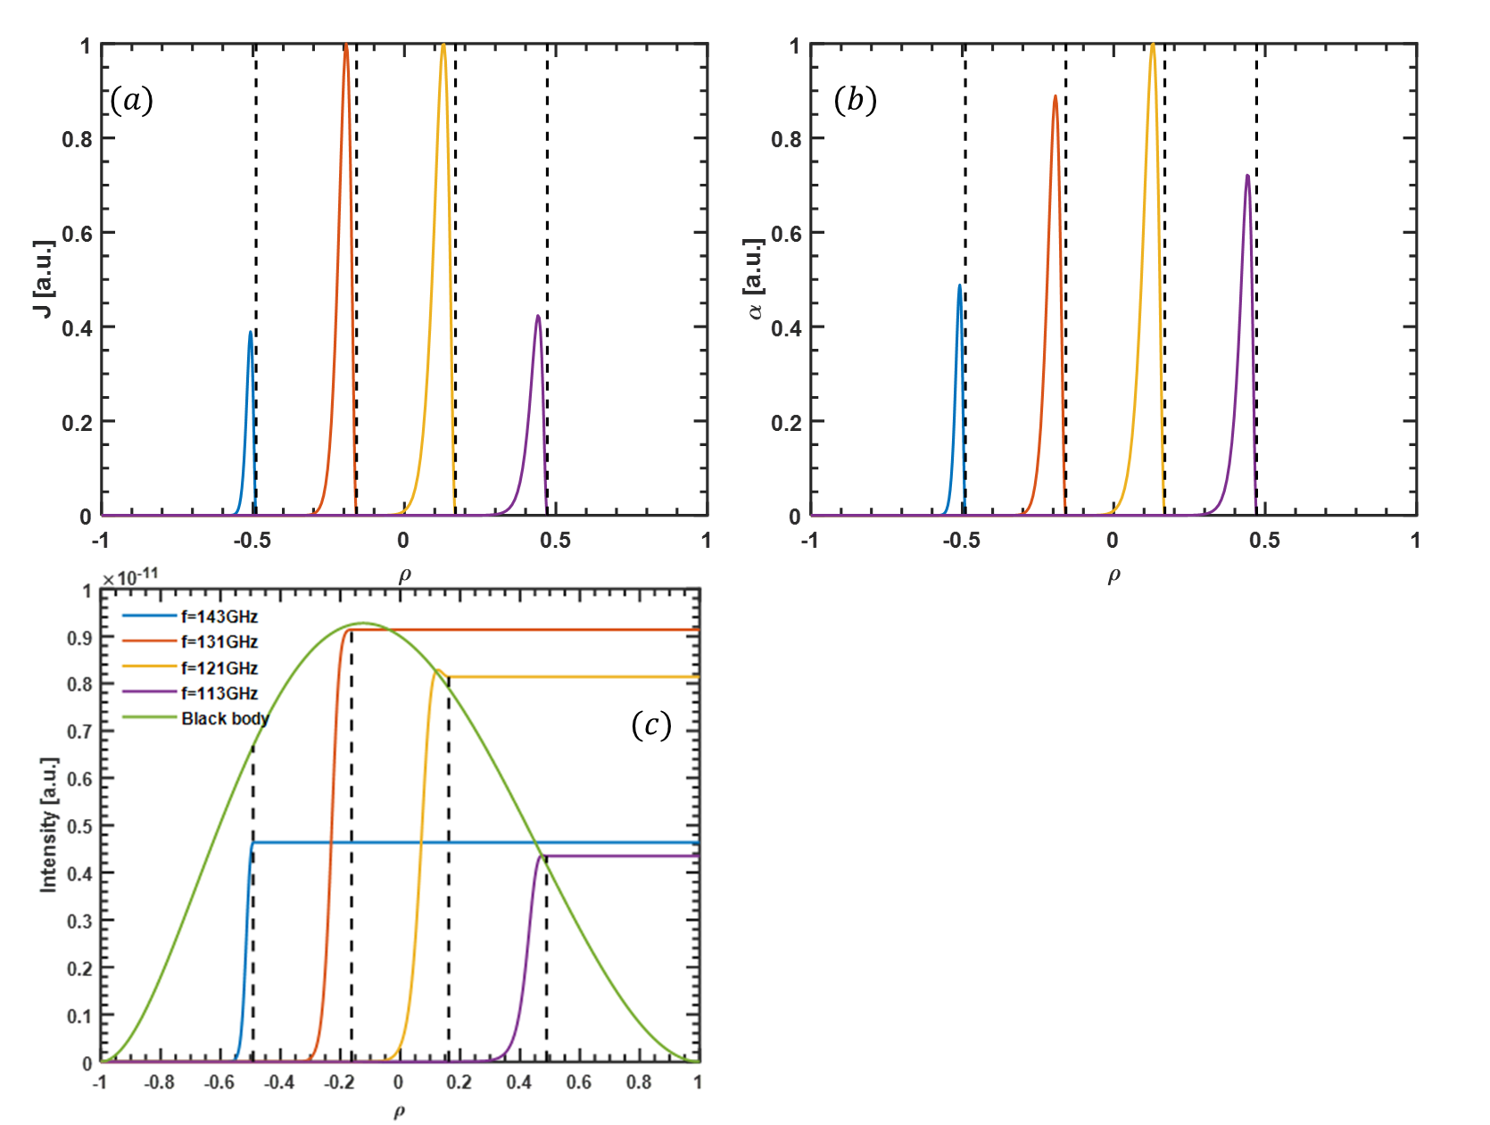 (a)
1
0.8
0.6
0.4
0.2
0
J [a.u.]
-1 -0.5 0 0.5 1
ρ
(b)
1
0.8
0.6
0.4
0.2
0
α [a.u.]
-1 -0.5 0 0.5 1
ρ
×10-11
1
0.9
0.8
0.7
0.6
0.5
0.4
0.3
0.2
0.1
0
Intensity [a.u.]
f=143GHz
f=131GHz
f=121GHz
f=113GHz
Black body
(c)
-1 -0.8 -0.6 -0.4 -0.2 0 0.2 0.4 0.6 0.8 1
ρ